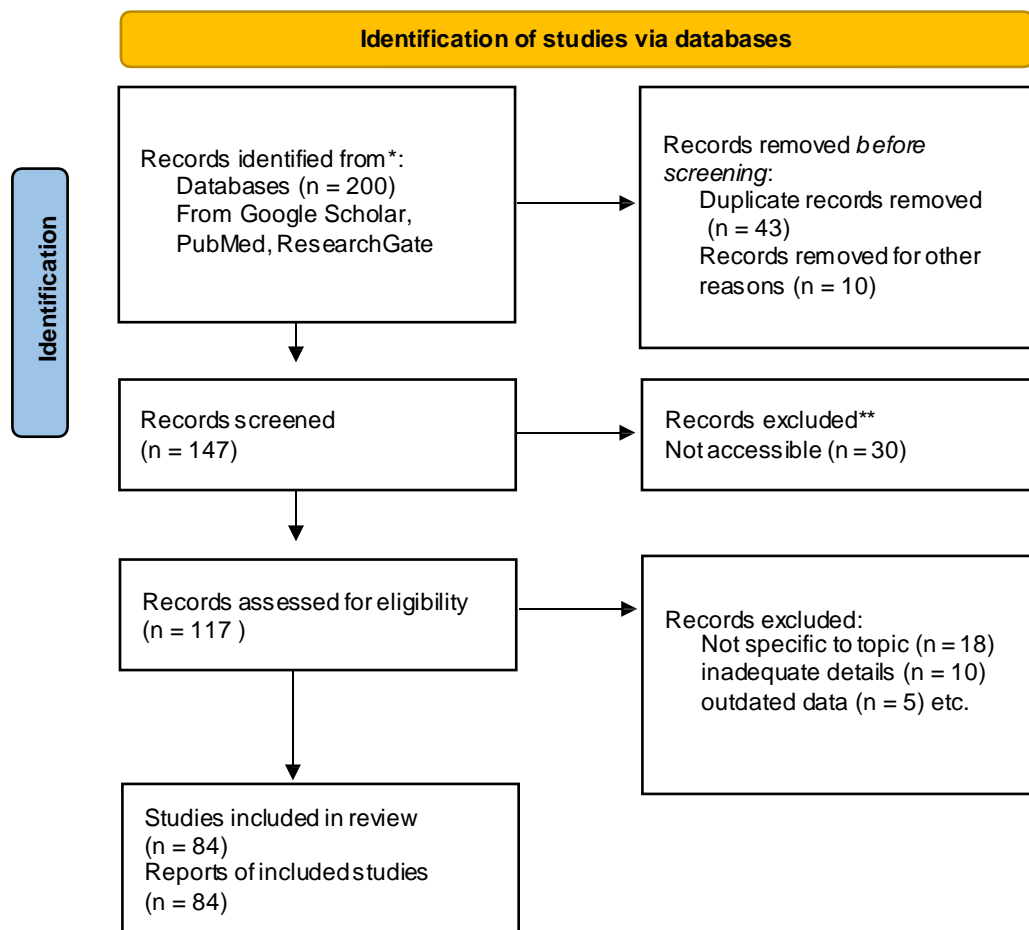 Identification of studies via databases
Identification
Records identified from*:
Databases (n = 200)
From Google Scholar,
PubMed, ResearchGate
Records removed before
screening:
Duplicate records removed
(n = 43)
Records removed for other
reasons (n = 10)
Records screened
(n = 147)
Records excluded**
Not accessible (n = 30)
Records assessed for eligibility
(n = 117 )
Records excluded:
Not specific to topic (n = 18)
inadequate details (n = 10)
outdated data (n = 5) etc.
Studies included in review
(n = 84)
Reports of included studies
(n = 84)